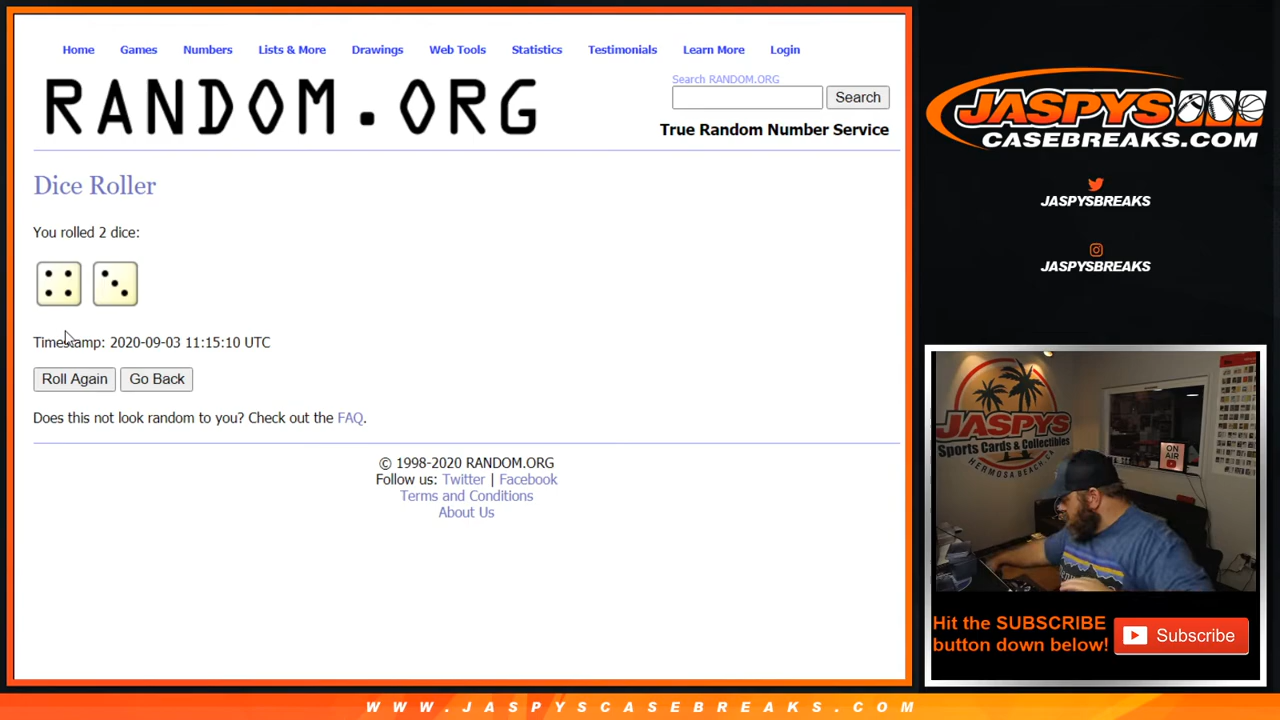 Home Games Numbers Lists & More Drawings Web Tools Statistics Testimonials Learn More Login
RANDOM.ORG
Search RANDOM.ORG
Search
True Random Number Service
Dice Roller
You rolled 2 dice:
Timestamp: 2020-09-03 11:15:10 UTC
Roll Again Go Back
Does this not look random to you? Check out the FAQ.
© 1998-2020 RANDOM.ORG
Follow us: Twitter | Facebook
Terms and Conditions
About Us
JASPYS
CASEBREAKS.COM
JASPYSBREAKS
JASPYSBREAKS
JASPYS
Sports Cards & Collectibles
HERMOSA BEACH, CA
ON
AIR
Hit the SUBSCRIBE
button down below!
Subscribe
WWW.JASPYSCASEBREAKS.COM